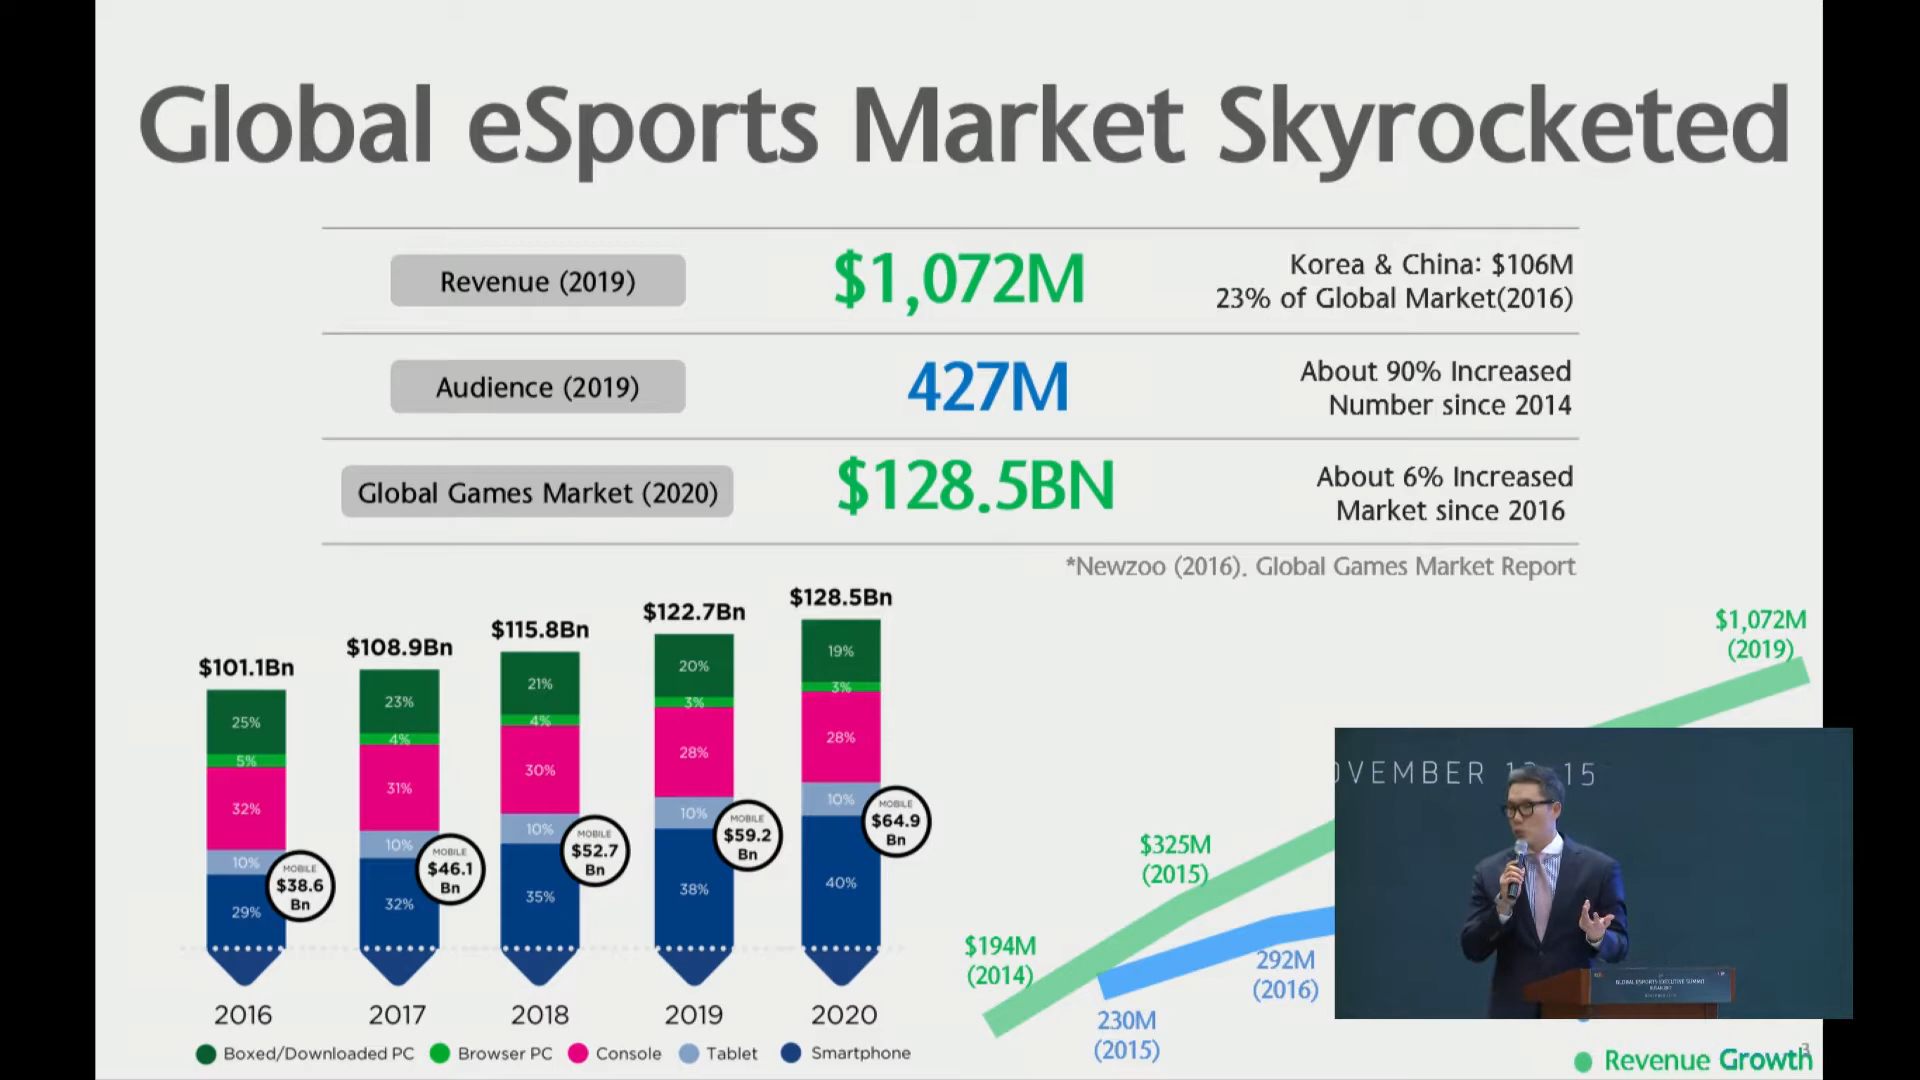 Global eSports Market Skyrocketed
Revenue (2019)
$1,072M
Korea & China: $106M
23% of Global Market(2016)
Audience (2019)
427M
About 90% Increased
Number since 2014
Global Games Market (2020)
$128.5BN
About 6% Increased
Market since 2016
*Newzoo (2016). Global Games Market Report
$101.1Bn
25%
5%
32%
10%
29%
MOBILE
$38.6
Bn
2016
$108.9Bn
23%
4%
31%
10%
32%
MOBILE
$46.1
Bn
2017
$115.8Bn
21%
4%
30%
10%
35%
MOBILE
$52.7
Bn
2018
$122.7Bn
20%
3%
28%
10%
38%
MOBILE
$59.2
Bn
2019
$128.5Bn
19%
3%
28%
10%
40%
MOBILE
$64.9
Bn
2020
Boxed/Downloaded PC
Browser PC
Console
Tablet
Smartphone
$194M
(2014)
$325M
(2015)
$1,072M
(2019)
230M
(2015)
292M
(2016)
OVEMBER 15
GLOBAL ESPORTS EXECUTIVE SUMMIT
Revenue Growth
3